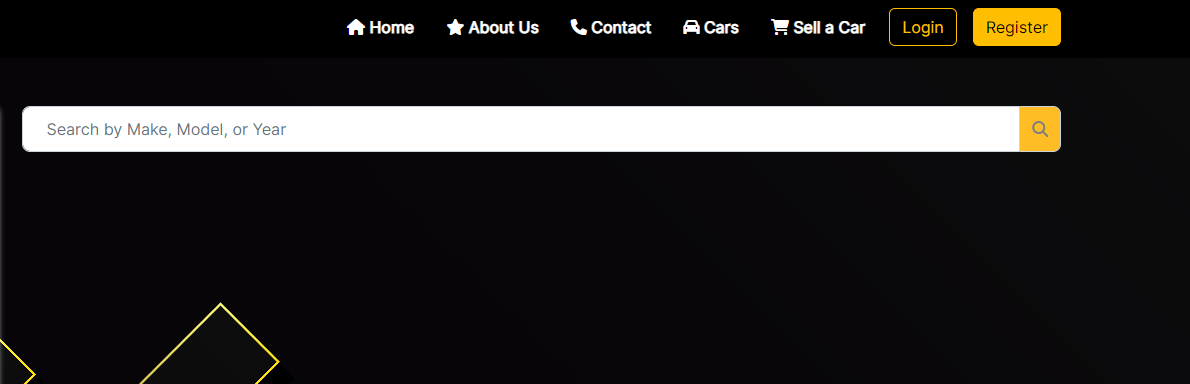 Home About Us Contact Cars Sell a Car Login Register
Search by Make, Model, or Year